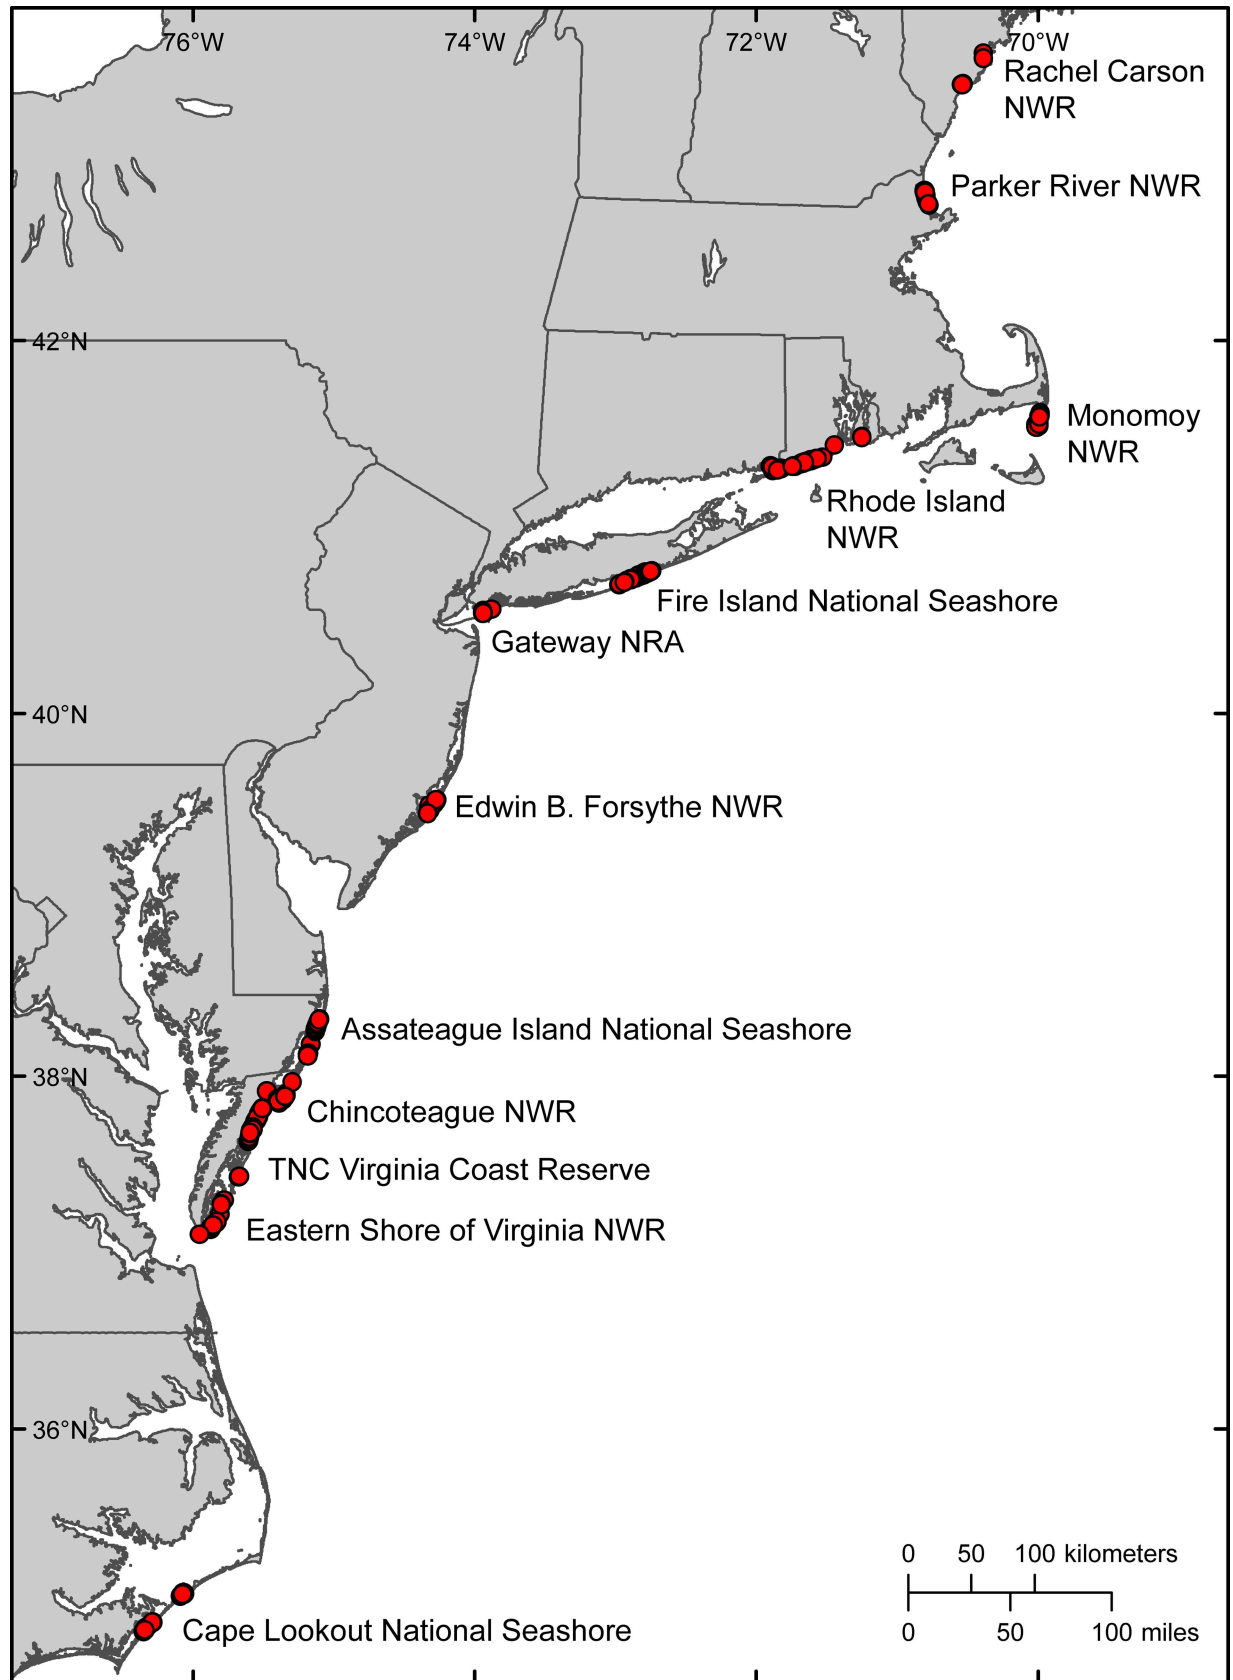 76°W 74°W 72°W 70°W
Rachel Carson
NWR
Parker River NWR
42°N
Monomoy
NWR
Rhode Island
NWR
Fire Island National Seashore
Gateway NRA
40°N
Edwin B. Forsythe NWR
Assateague Island National Seashore
38°N
Chincoteague NWR
TNC Virginia Coast Reserve
Eastern Shore of Virginia NWR
36°N
0 50 100 kilometers
0 50 100 miles
Cape Lookout National Seashore